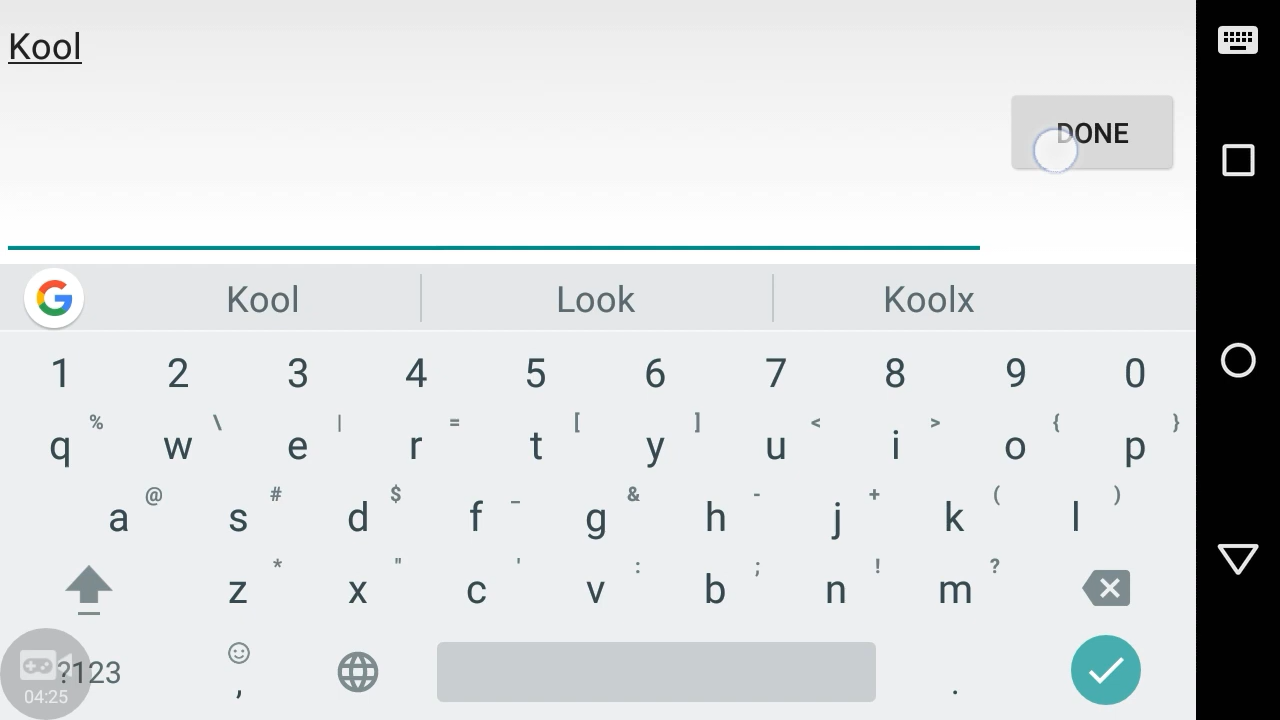 Kool
DONE
Kool Look Koolx
1 2 3 4 5 6 7 8 9 0
% \ | = [ ] < > { }
q w e r t y u i o p
@ # $ _ & - + ( )
a s d f g h j k l
* " ' : ; ! ?
z x c v b n m
?123 , .
04:25